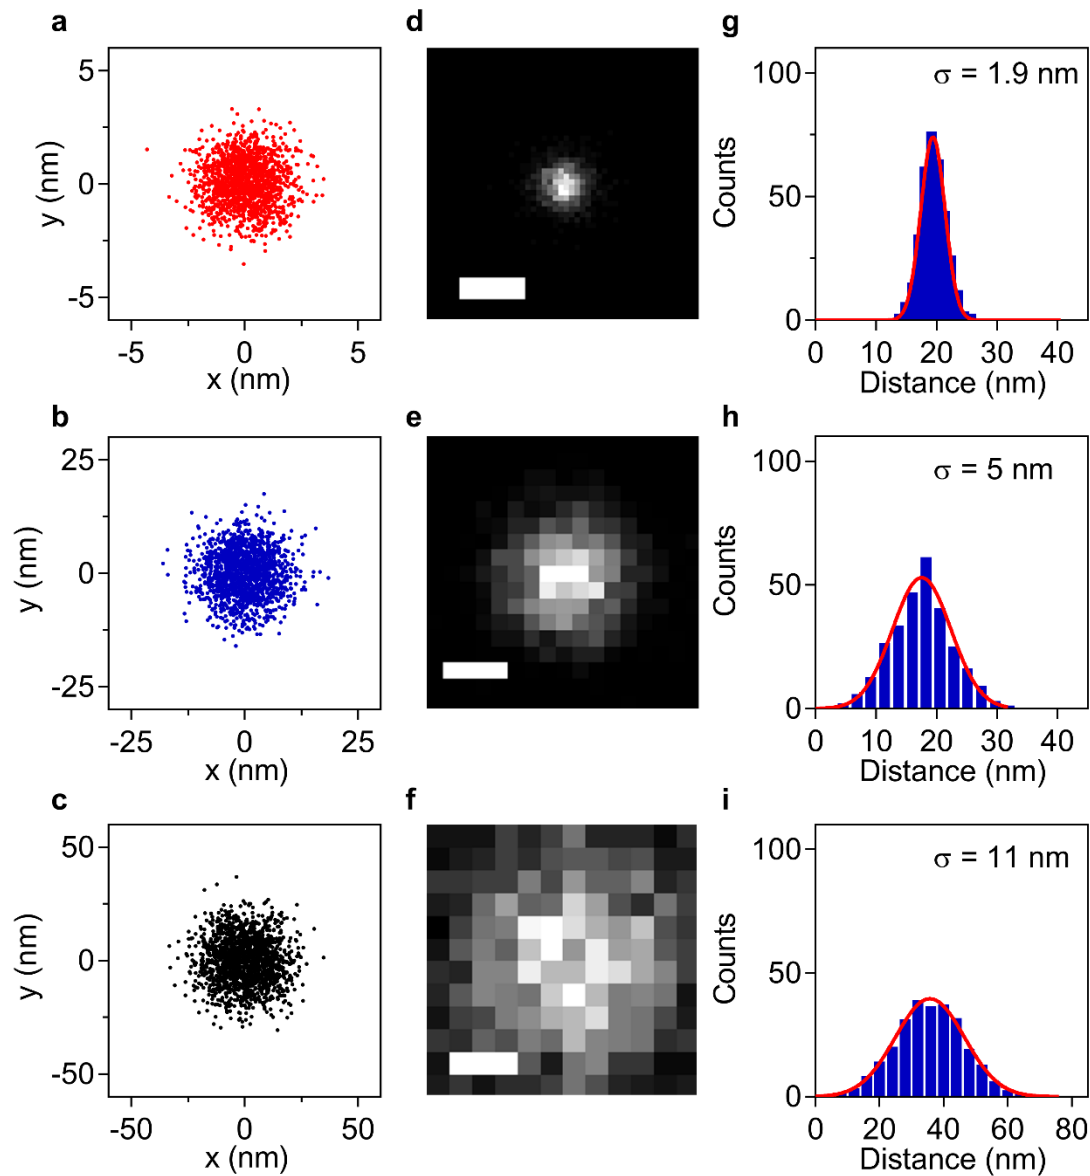 a
5
0
-5
y (nm)
-5 0 5
x (nm)
d
g
σ = 1.9 nm
100
50
0
Counts
0 10 20 30 40
Distance (nm)
b
25
0
-25
y (nm)
-25 0 25
x (nm)
e
h
σ = 5 nm
100
50
0
Counts
0 10 20 30 40
Distance (nm)
c
50
0
-50
y (nm)
-50 0 50
x (nm)
f
i
σ = 11 nm
100
50
0
Counts
0 20 40 60 80
Distance (nm)